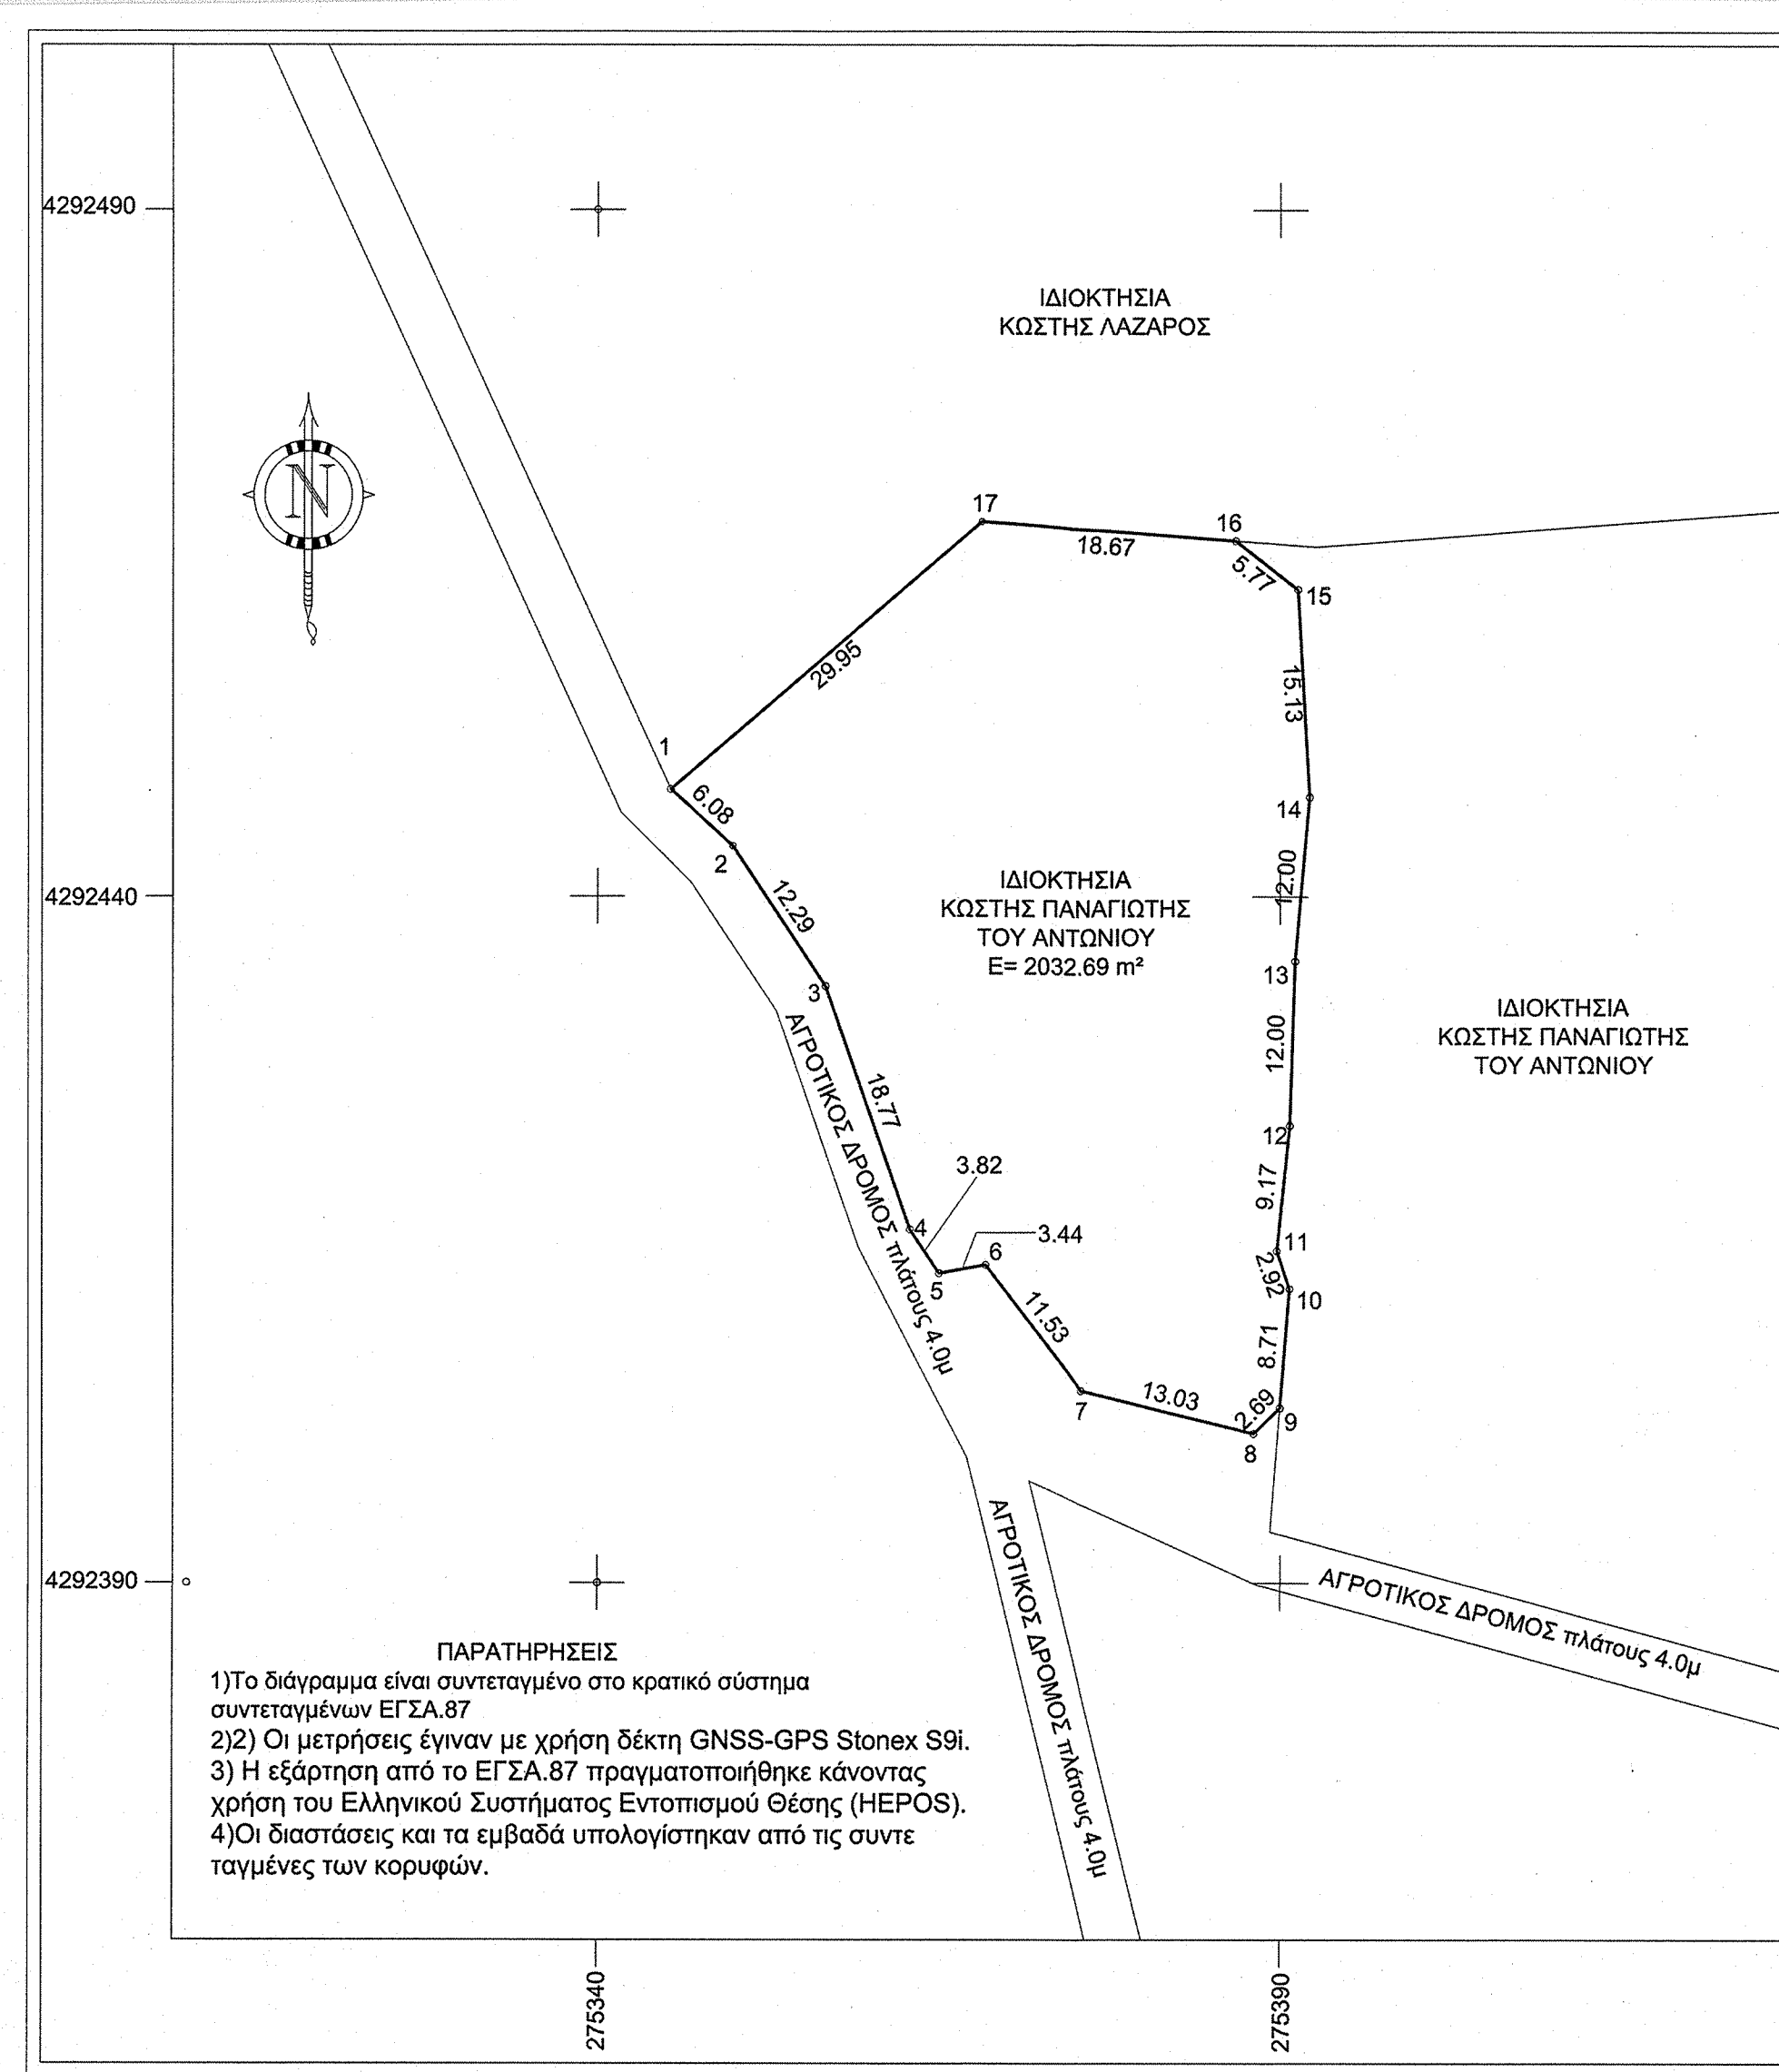 4292490
ΙΔΙΟΚΤΗΣΙΑ
ΚΩΣΤΗΣ ΛΑΖΑΡΟΣ
N
17
16
18.67
5.77
15
29.95
15.13
1
6.08
14
2
12.00
4292440
ΙΔΙΟΚΤΗΣΙΑ
ΚΩΣΤΗΣ ΠΑΝΑΓΙΩΤΗΣ
ΤΟΥ ΑΝΤΩΝΙΟΥ
Ε= 2032.69 m²
12.29
13
3
ΙΔΙΟΚΤΗΣΙΑ
ΚΩΣΤΗΣ ΠΑΝΑΓΙΩΤΗΣ
ΤΟΥ ΑΝΤΩΝΙΟΥ
12.00
18.77
12
ΑΓΡΟΤΙΚΟΣ ΔΡΟΜΟΣ πλάτους 4.0μ
3.82
9.17
4
3.44
6
11
2.92
5
10
11.53
8.71
7
13.03
2.69
9
8
ΑΓΡΟΤΙΚΟΣ ΔΡΟΜΟΣ πλάτους 4.0μ
4292390
ΑΓΡΟΤΙΚΟΣ ΔΡΟΜΟΣ πλάτους 4.0μ
ΠΑΡΑΤΗΡΗΣΕΙΣ
1)Το διάγραμμα είναι συντεταγμένο στο κρατικό σύστημα
συντεταγμένων ΕΓΣΑ.87
2)2) Οι μετρήσεις έγιναν με χρήση δέκτη GNSS-GPS Stonex S9i.
3) Η εξάρτηση από το ΕΓΣΑ.87 πραγματοποιήθηκε κάνοντας
χρήση του Ελληνικού Συστήματος Εντοπισμού Θέσης (HEPOS).
4)Οι διαστάσεις και τα εμβαδά υπολογίστηκαν από τις συντε
ταγμένες των κορυφών.
275340
275390